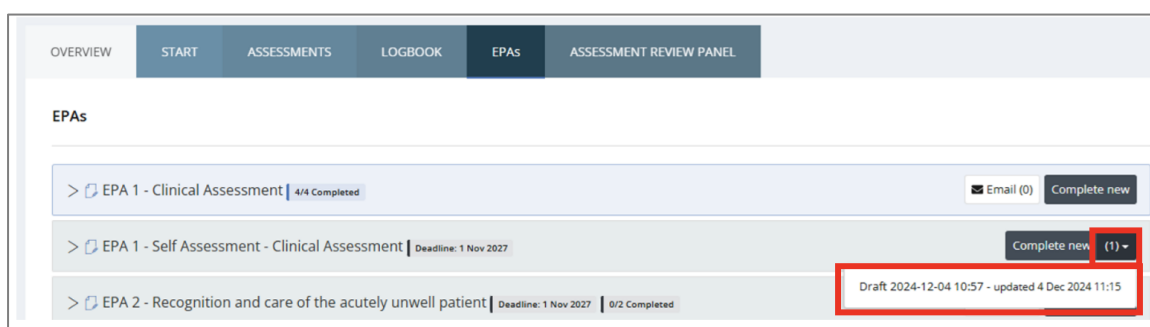 OVERVIEW START ASSESSMENTS LOGBOOK EPAs ASSESSMENT REVIEW PANEL
EPAs
EPA 1 - Clinical Assessment 4/4 Completed Email (0) Complete new
EPA 1 - Self Assessment - Clinical Assessment Deadline: 1 Nov 2027 Complete new (1)
Draft 2024-12-04 10:57 - updated 4 Dec 2024 11:15
EPA 2 - Recognition and care of the acutely unwell patient Deadline: 1 Nov 2027 0/2 Completed